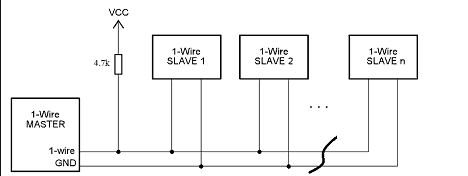 VCC
4.7k
1-Wire
SLAVE 1
1-Wire
SLAVE 2
1-Wire
SLAVE n
. . .
1-Wire
MASTER
1-wire
GND